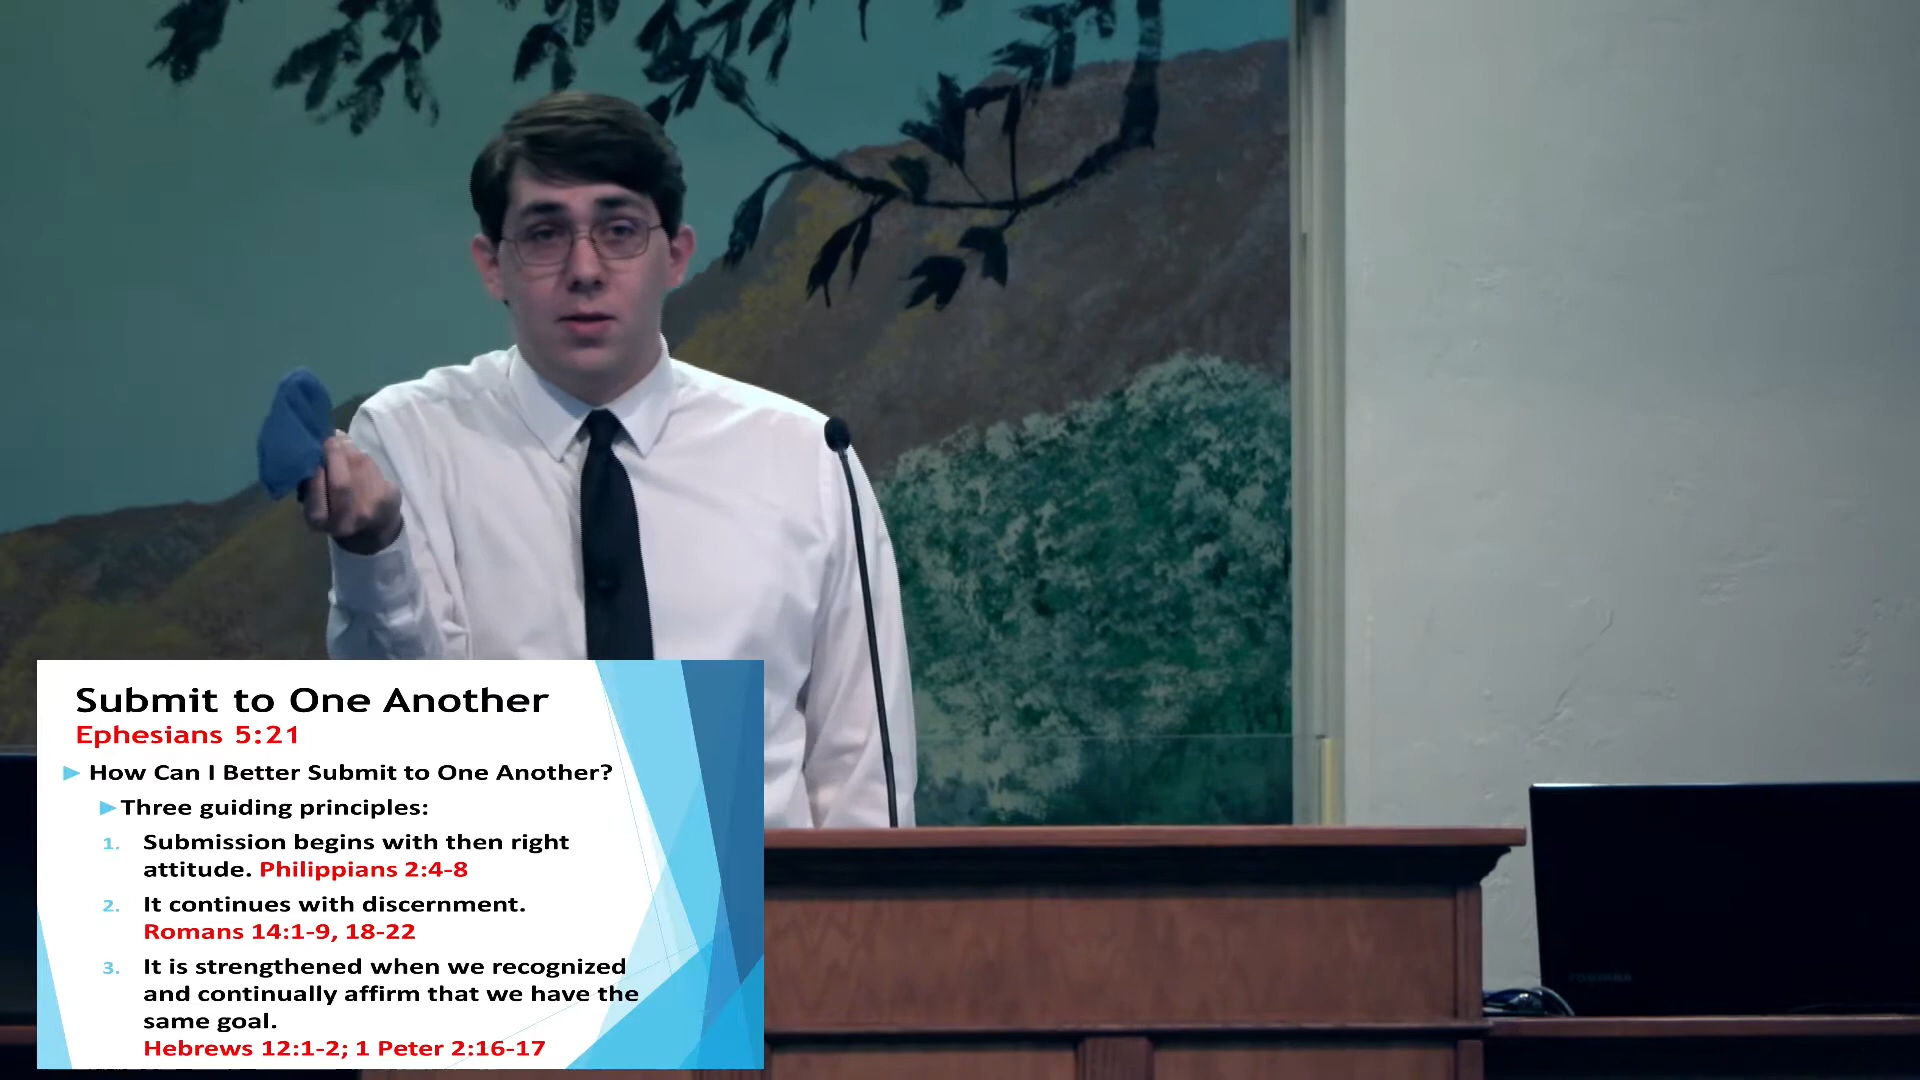 Submit to One Another
Ephesians 5:21
How Can I Better Submit to One Another?
Three guiding principles:
1. Submission begins with then right
attitude. Philippians 2:4-8
2. It continues with discernment.
Romans 14:1-9, 18-22
3. It is strengthened when we recognized
and continually affirm that we have the
same goal.
Hebrews 12:1-2; 1 Peter 2:16-17
TOSHIBA